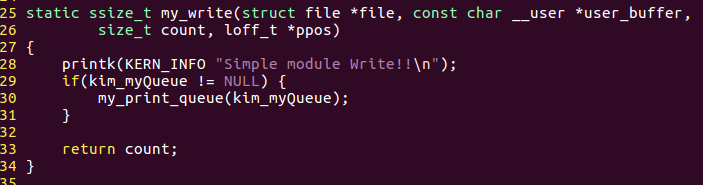 25 static ssize_t my_write(struct file *file, const char __user *user_buffer,
26         size_t count, loff_t *ppos)
27 {
28     printk(KERN_INFO "Simple module Write!!\n");
29     if(kim_myQueue != NULL) {
30         my_print_queue(kim_myQueue);
31     }
32
33     return count;
34 }
35